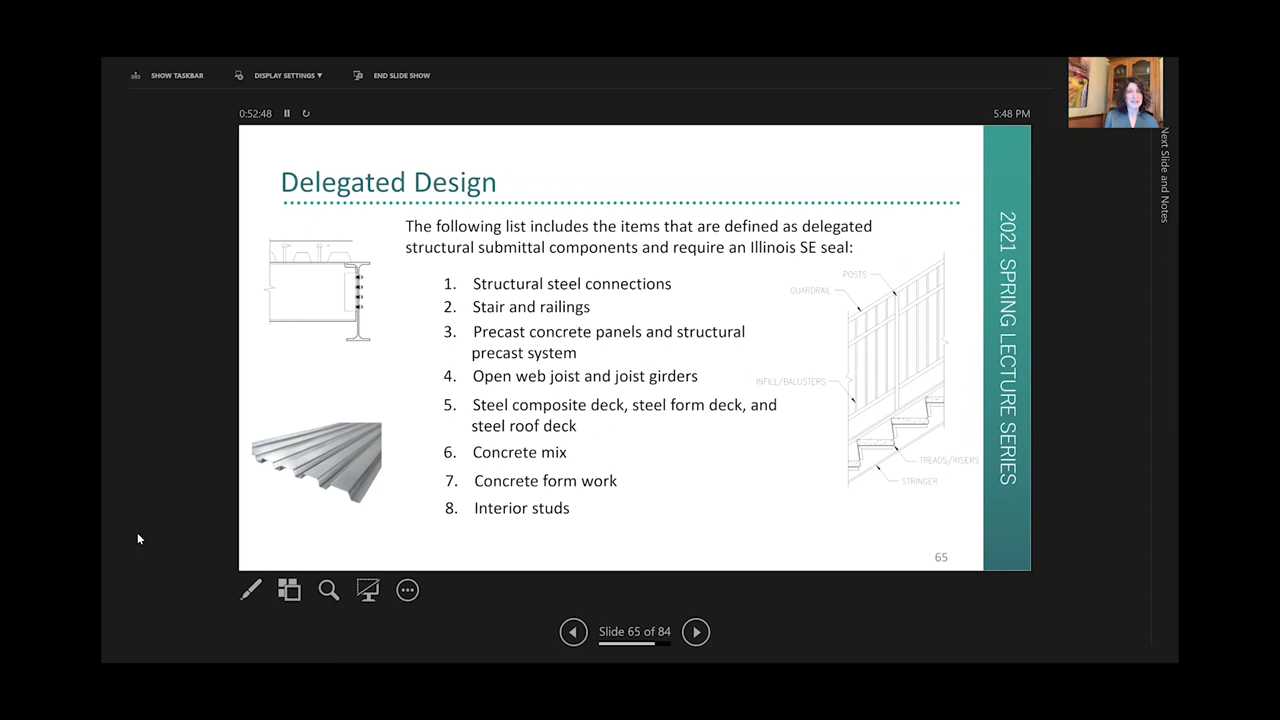 SHOW TASKBAR
DISPLAY SETTINGS ▼
END SLIDE SHOW
0:52:48
5:48 PM
Next Slide and Notes
Delegated Design
The following list includes the items that are defined as delegated
structural submittal components and require an Illinois SE seal:
1. Structural steel connections
2. Stair and railings
3. Precast concrete panels and structural
precast system
4. Open web joist and joist girders
5. Steel composite deck, steel form deck, and
steel roof deck
6. Concrete mix
7. Concrete form work
8. Interior studs
POSTS
GUARDRAIL
INFILL/BALUSTERS
TREADS/RISERS
STRINGER
2021 SPRING LECTURE SERIES
65
Slide 65 of 84